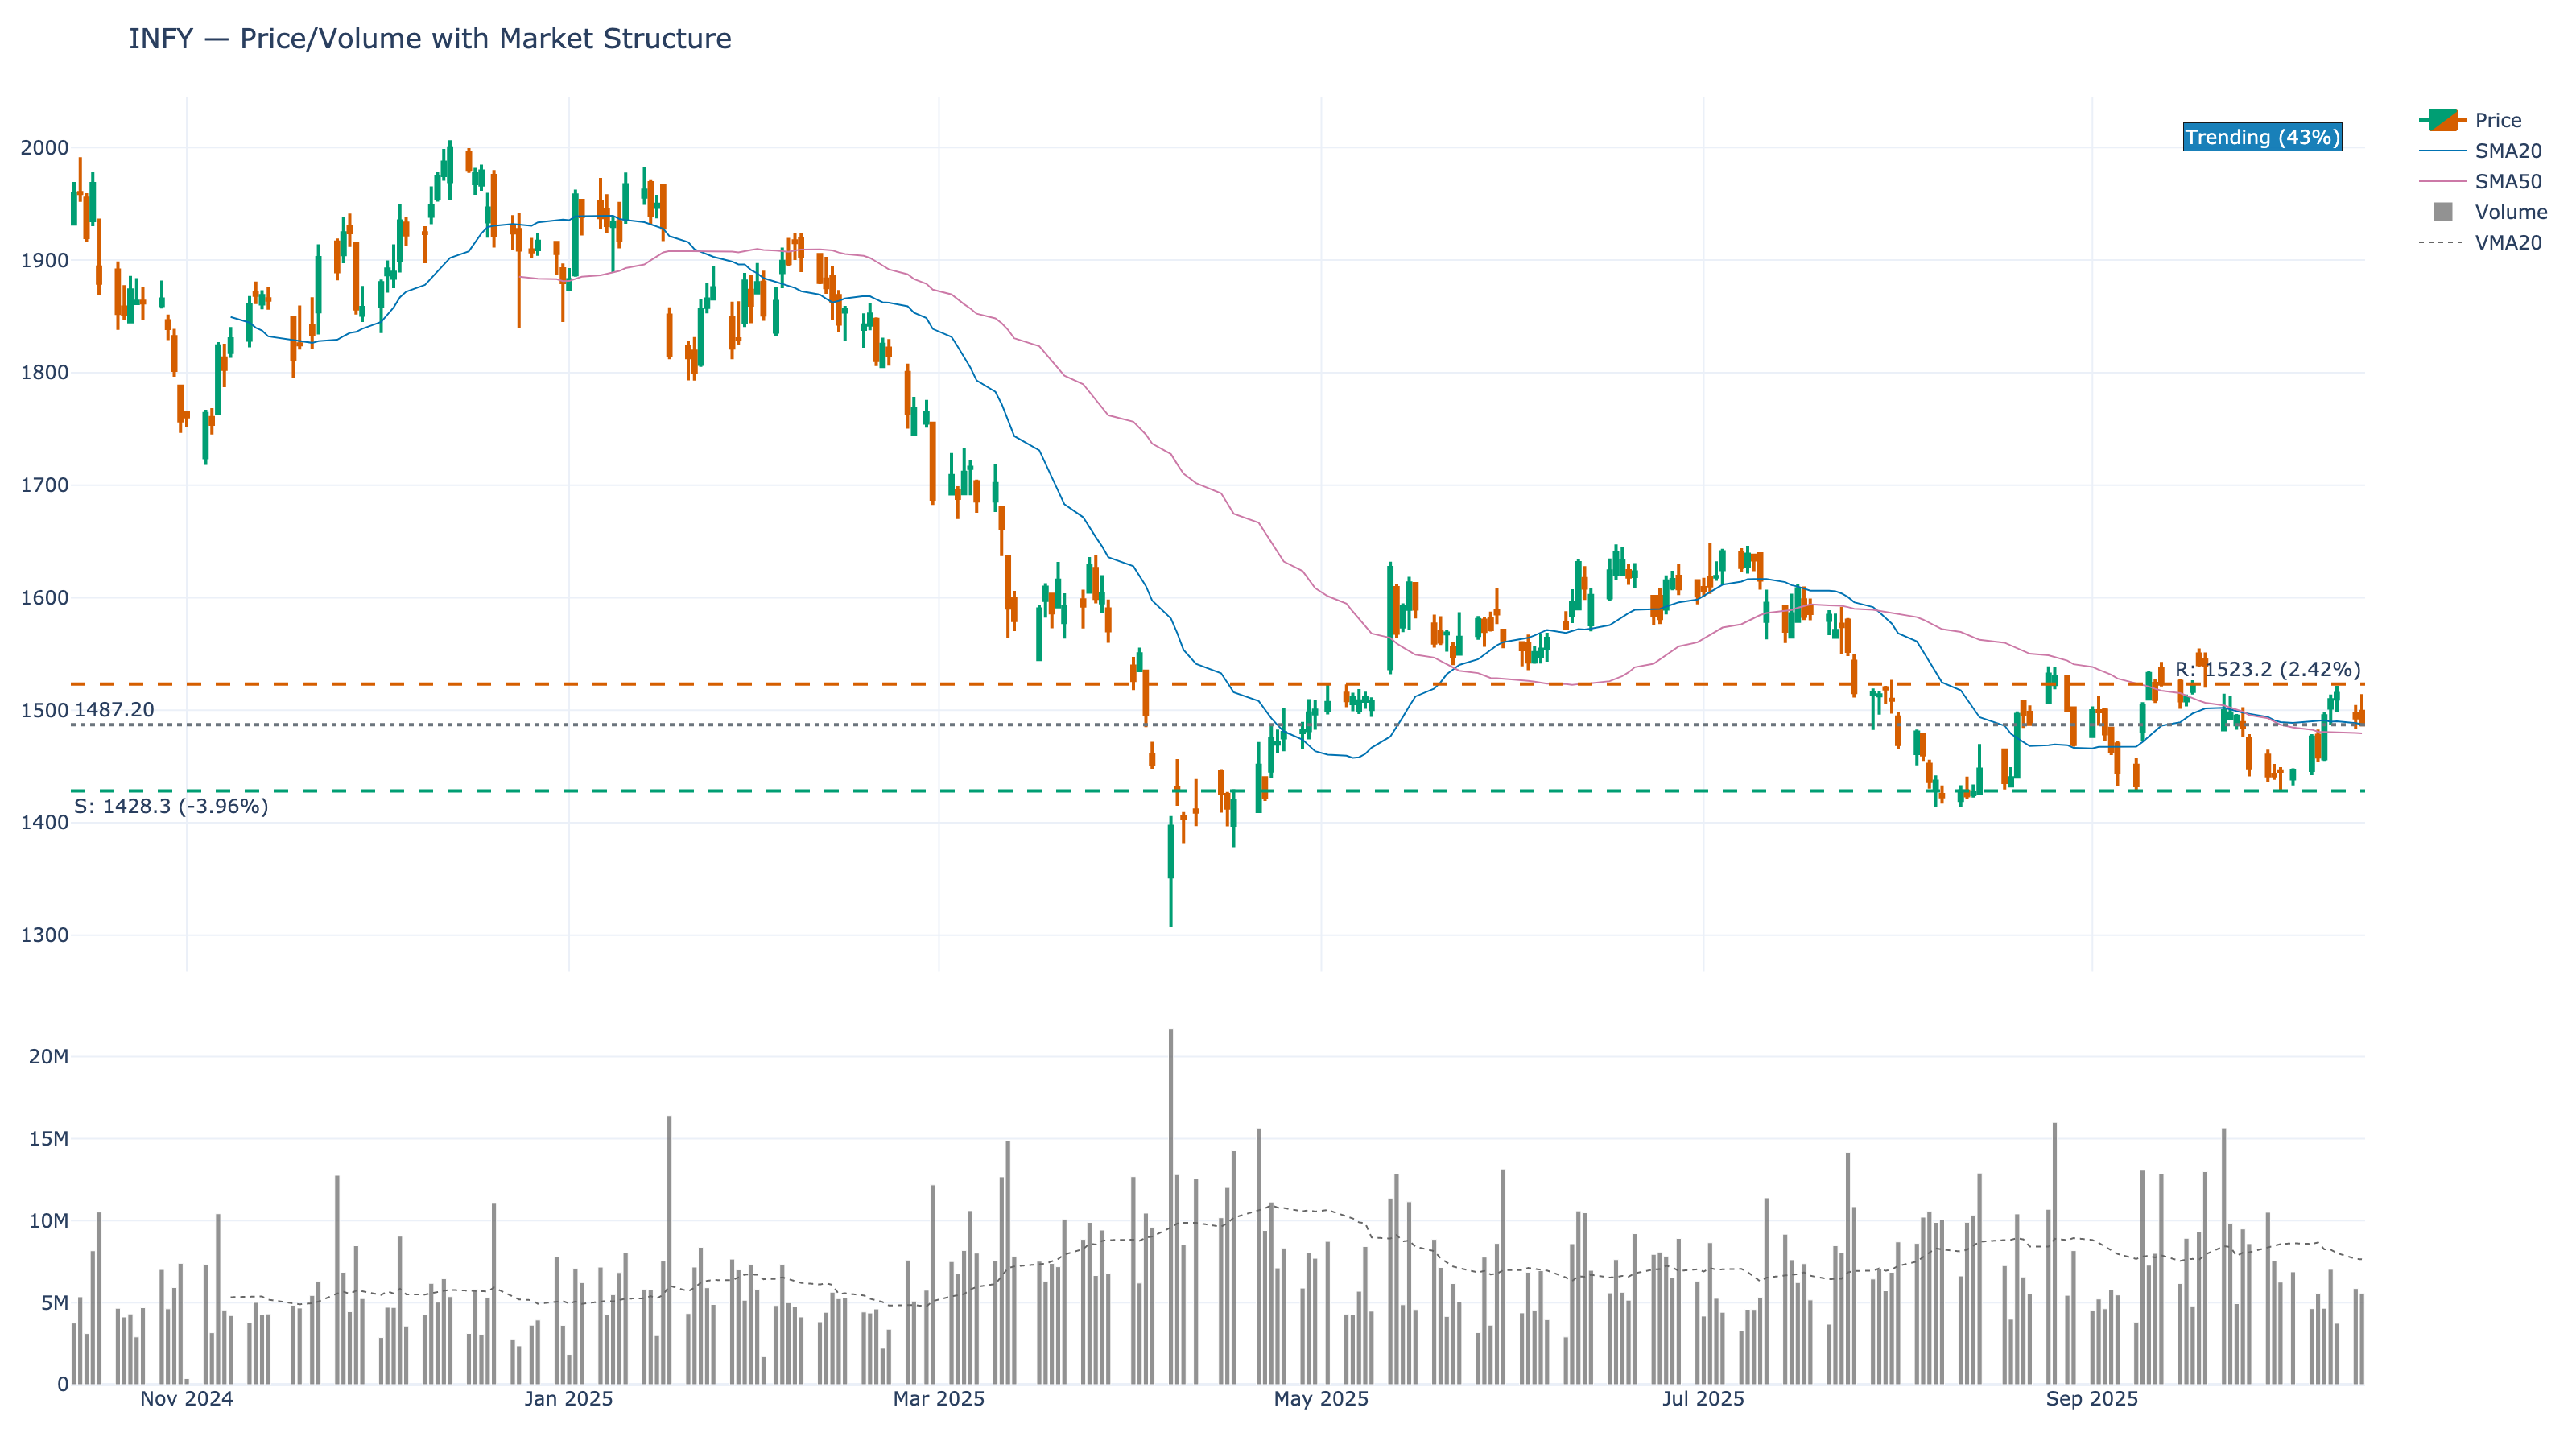 INFY — Price/Volume with Market Structure
Trending (43%)
Price
SMA20
SMA50
Volume
VMA20
2000
1900
1800
1700
1600
1500
1400
1300
1487.20
R: 1523.2 (2.42%)
S: 1428.3 (-3.96%)
20M
15M
10M
5M
0
Nov 2024
Jan 2025
Mar 2025
May 2025
Jul 2025
Sep 2025